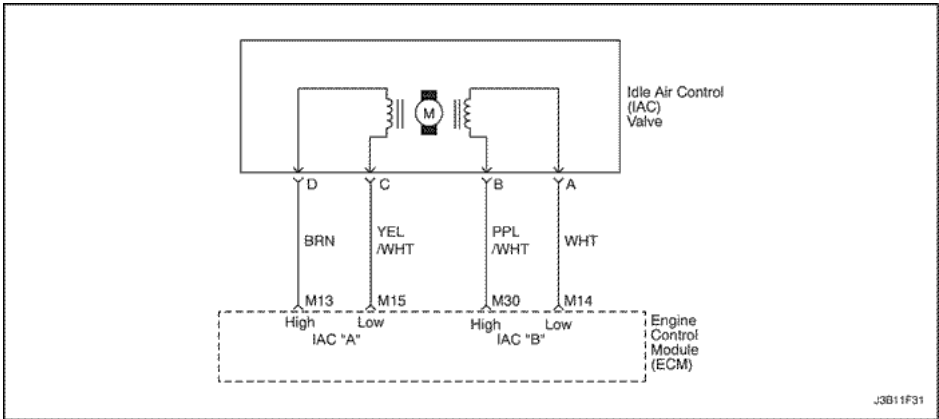 Idle Air Control
(IAC)
Valve
M
D
C
B
A
BRN
YEL
/WHT
PPL
/WHT
WHT
M13
M15
M30
M14
High
Low
High
Low
IAC "A"
IAC "B"
Engine
Control
Module
(ECM)
J3B11F31